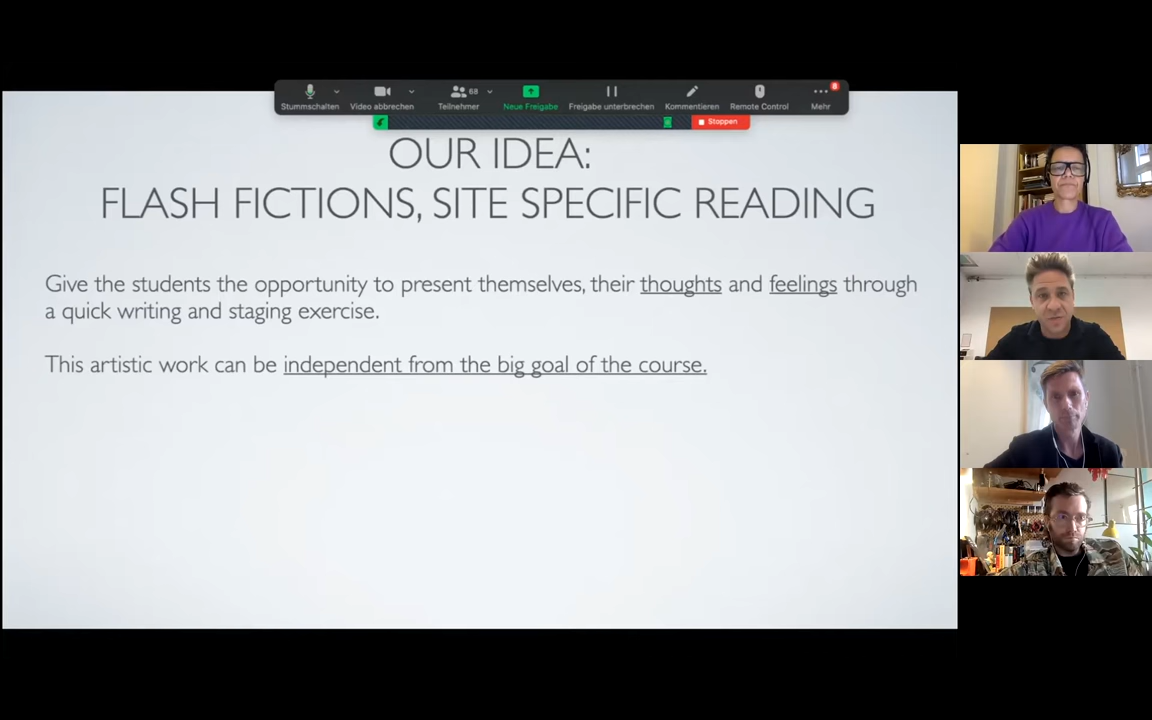 68
8
Stummschalten
Video abbrechen
Teilnehmer
Neue Freigabe
Freigabe unterbrechen
Kommentieren
Remote Control
Mehr
Stoppen
OUR IDEA:
FLASH FICTIONS, SITE SPECIFIC READING
Give the students the opportunity to present themselves, their thoughts and feelings through
a quick writing and staging exercise.
This artistic work can be independent from the big goal of the course.